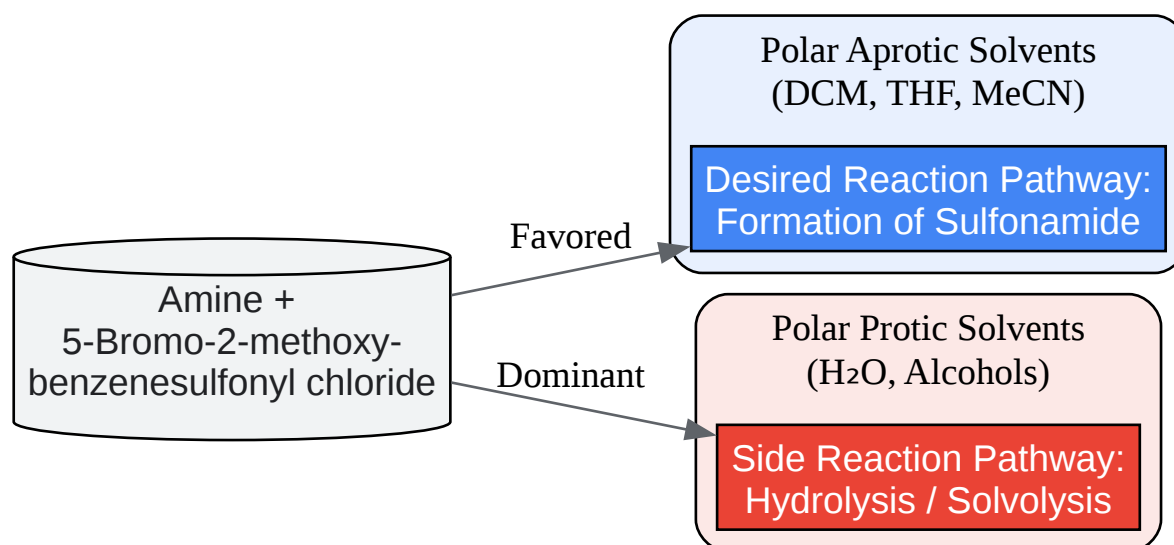 Polar Aprotic Solvents
(DCM, THF, MeCN)
Desired Reaction Pathway:
Formation of Sulfonamide
Favored
Amine +
5-Bromo-2-methoxy-
benzenesulfonyl chloride
Dominant
Polar Protic Solvents
(H₂O, Alcohols)
Side Reaction Pathway:
Hydrolysis / Solvolysis